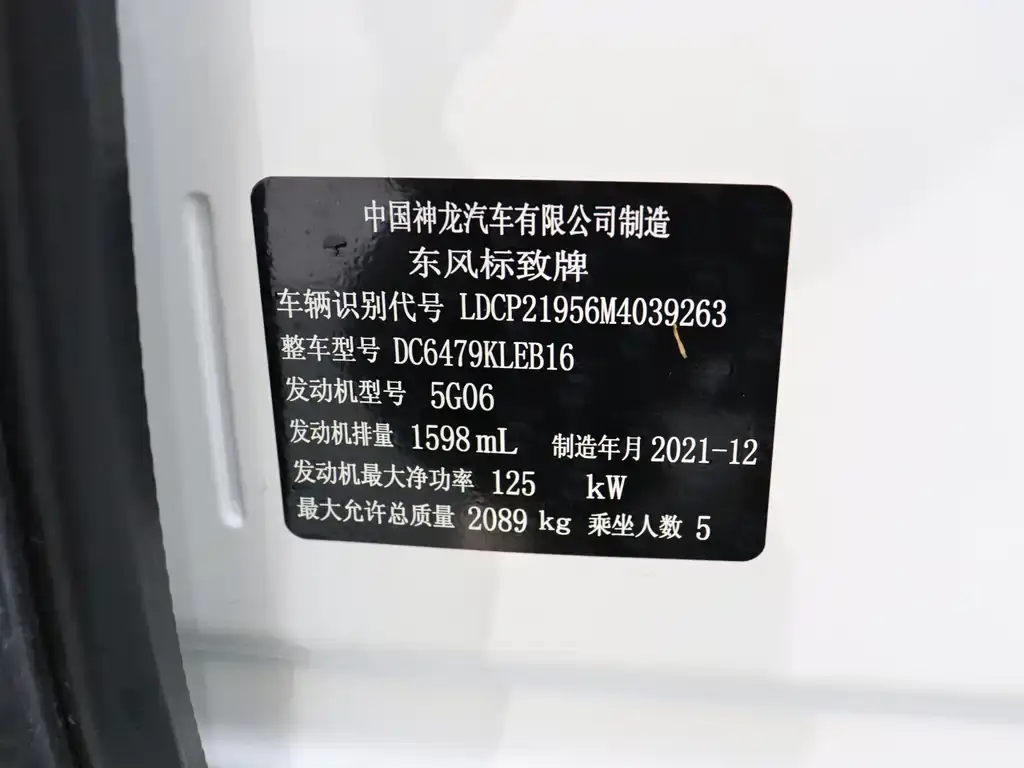 中国神龙汽车有限公司制造
东风标致牌
车辆识别代号 LDCP21956M4039263
整车型号 DC6479KLEB16
发动机型号 5G06
发动机排量 1598 mL 制造年月 2021-12
发动机最大净功率 125 kW
最大允许总质量 2089 kg 乘坐人数 5